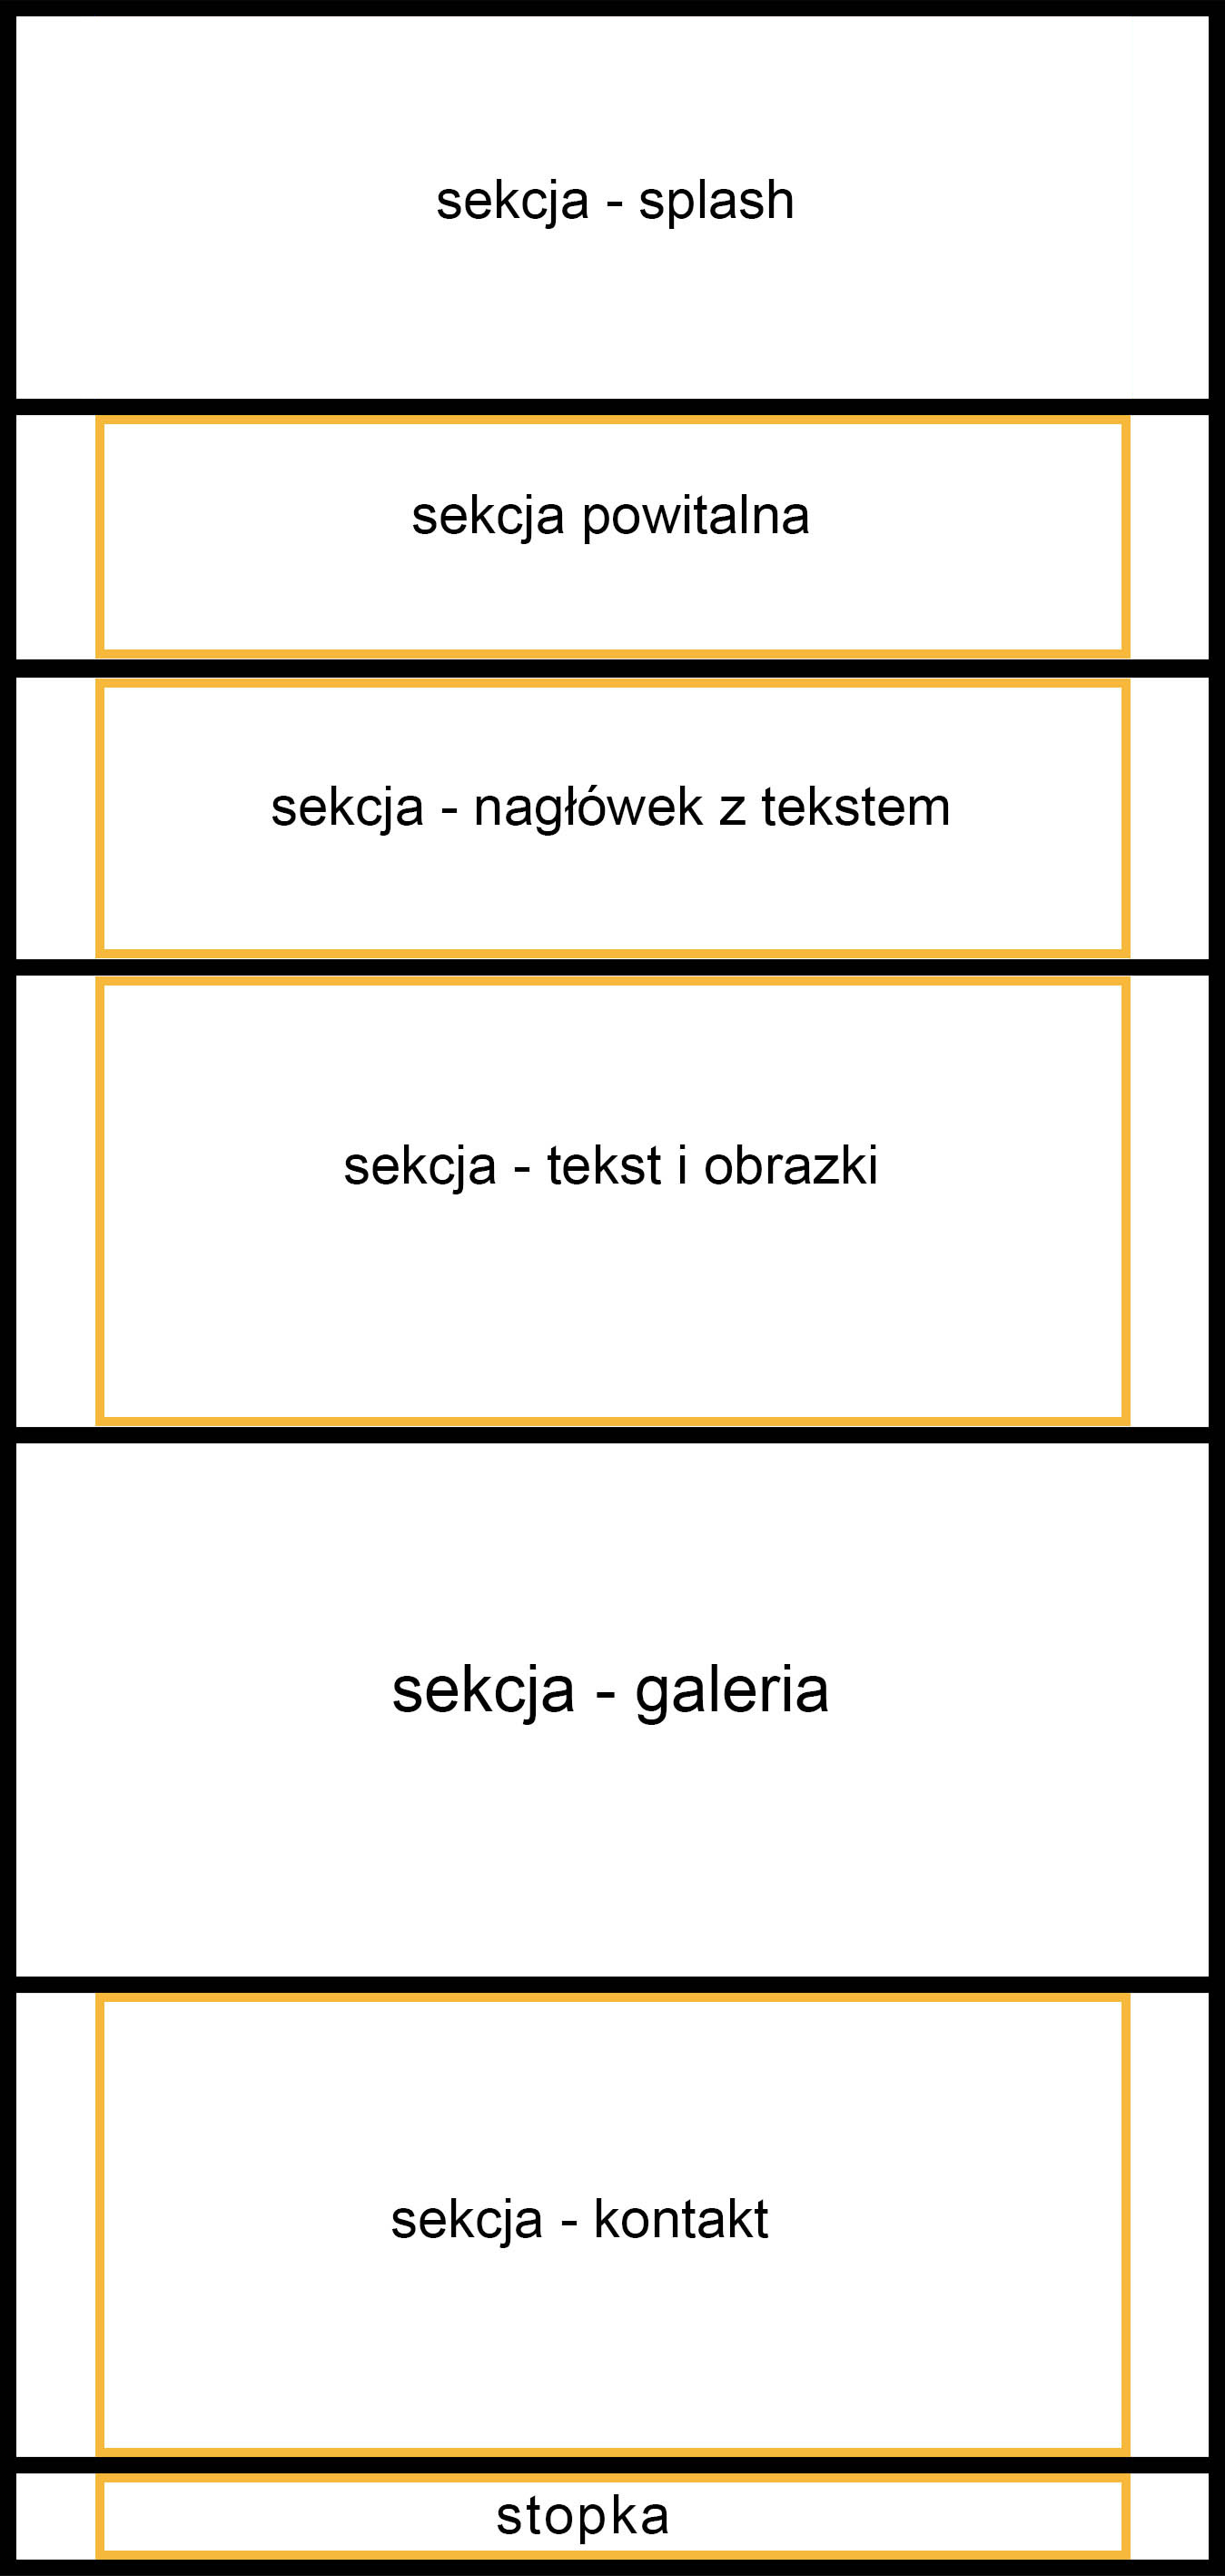 sekcja - splash
sekcja powitalna
sekcja - nagłówek z tekstem
sekcja - tekst i obrazki
sekcja - galeria
sekcja - kontakt
stopka